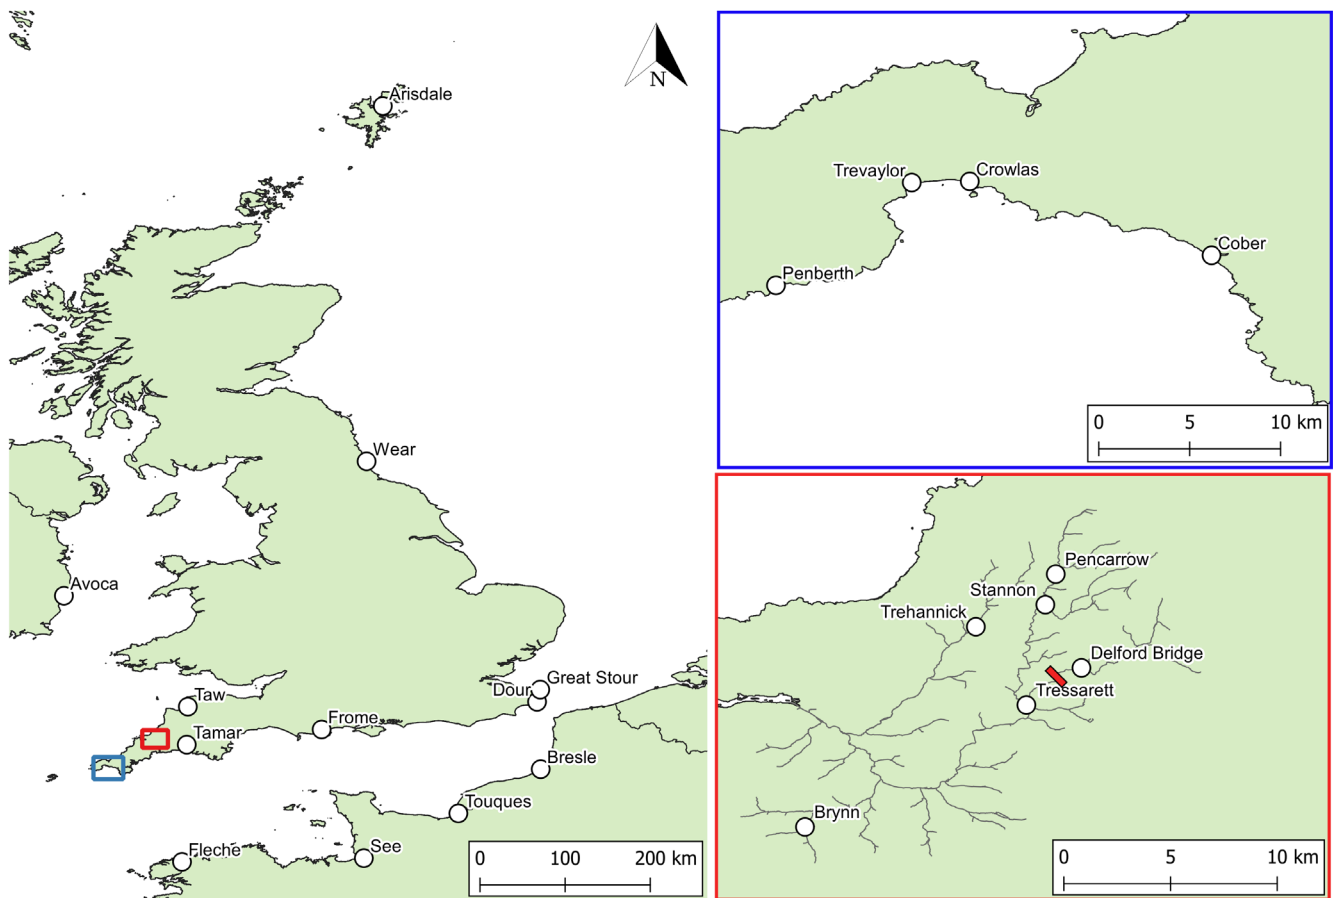 Arisdale
N
Wear
Avoca
Taw
Tamar
Frome
Dour
Great Stour
Bresle
Touques
See
Fleche
0 100 200 km
Trevaylor
Crowlas
Cober
Penberth
0 5 10 km
Pencarrow
Stannon
Trehannick
Delford Bridge
Tressarett
Brynn
0 5 10 km